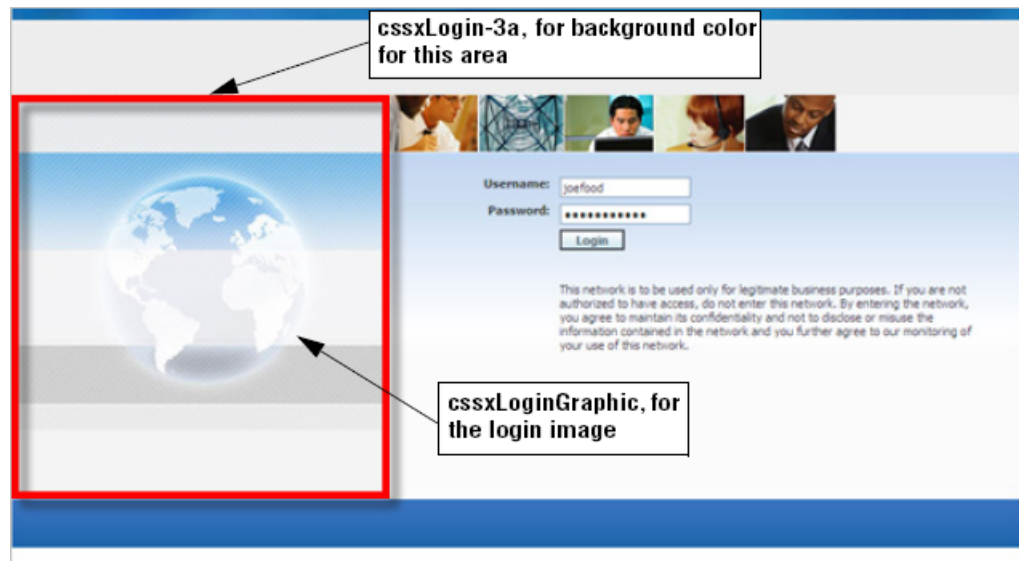 cssxLogin-3a, for background color
for this area
Username:
joefood
Password:
Login
This network is to be used only for legitimate business purposes. If you are not
authorized to have access, do not enter this network. By entering the network,
you agree to maintain its confidentiality and not to disclose or misuse the
information contained in the network and you further agree to our monitoring of
your use of this network.
cssxLoginGraphic, for
the login image